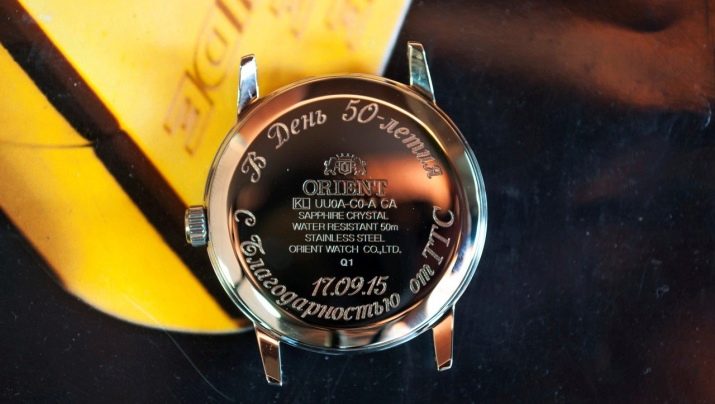 В День 50-летия
ORIENT
KL UU0A-C0-A CA
SAPPHIRE CRYSTAL
WATER RESISTANT 50m
STAINLESS STEEL
ORIENT WATCH CO.,LTD.
Q1
17.09.15
С Благодарностью от ТТС